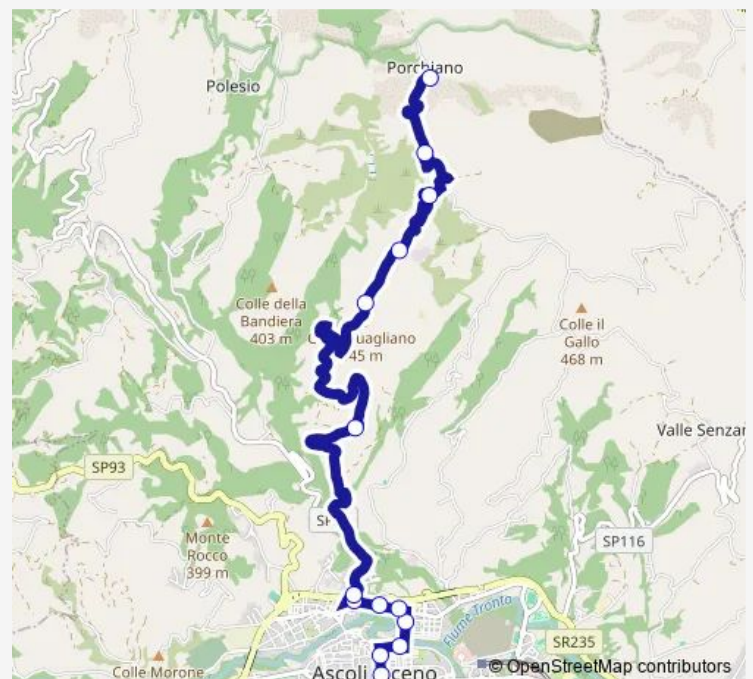 Porchiano
Polesio
Colle della
Bandiera
403 m
Colle il
Gallo
468 m
45 m
Valle Senzar
SP93
Monte
Rocco
399 m
SP116
Fiume Tronto
SR235
Colle Morone
Ascoli ceno
© OpenStreetMap contributors